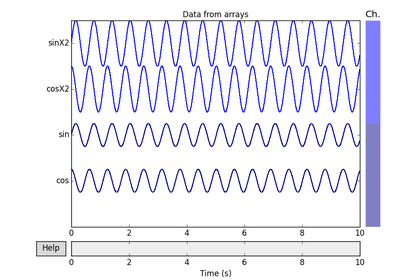 Data from arrays
Ch.
sinX2
cosX2
sin
cos
0 2 4 6 8 10
Help
0 2 4 6 8 10
Time (s)